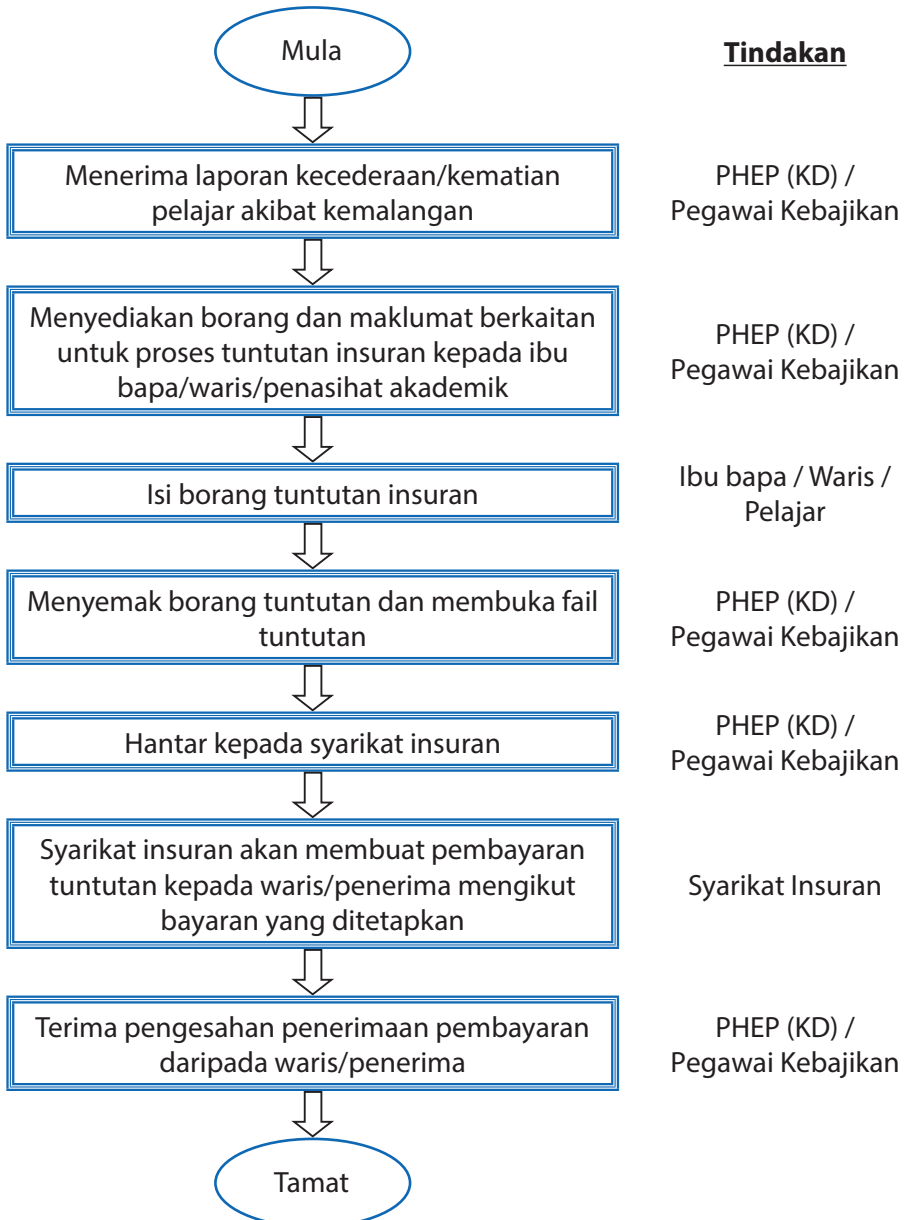 Mula
Tindakan
Menerima laporan kecederaan/kematian
pelajar akibat kemalangan
PHEP (KD) /
Pegawai Kebajikan
Menyediakan borang dan maklumat berkaitan
untuk proses tuntutan insuran kepada ibu
bapa/waris/penasihat akademik
PHEP (KD) /
Pegawai Kebajikan
Isi borang tuntutan insuran
Ibu bapa / Waris /
Pelajar
Menyemak borang tuntutan dan membuka fail
tuntutan
PHEP (KD) /
Pegawai Kebajikan
Hantar kepada syarikat insuran
PHEP (KD) /
Pegawai Kebajikan
Syarikat insuran akan membuat pembayaran
tuntutan kepada waris/penerima mengikut
bayaran yang ditetapkan
Syarikat Insuran
Terima pengesahan penerimaan pembayaran
daripada waris/penerima
PHEP (KD) /
Pegawai Kebajikan
Tamat